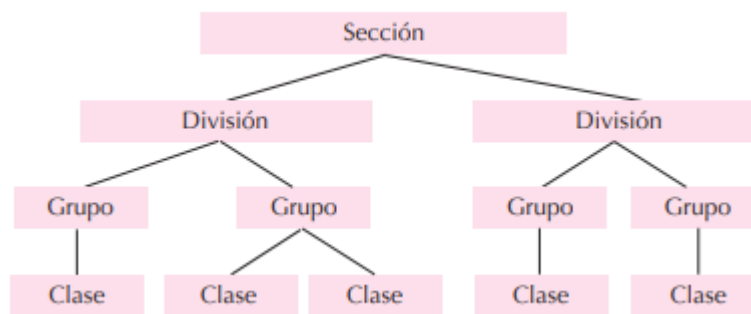 Sección
División División
Grupo Grupo Grupo Grupo
Clase Clase Clase Clase Clase